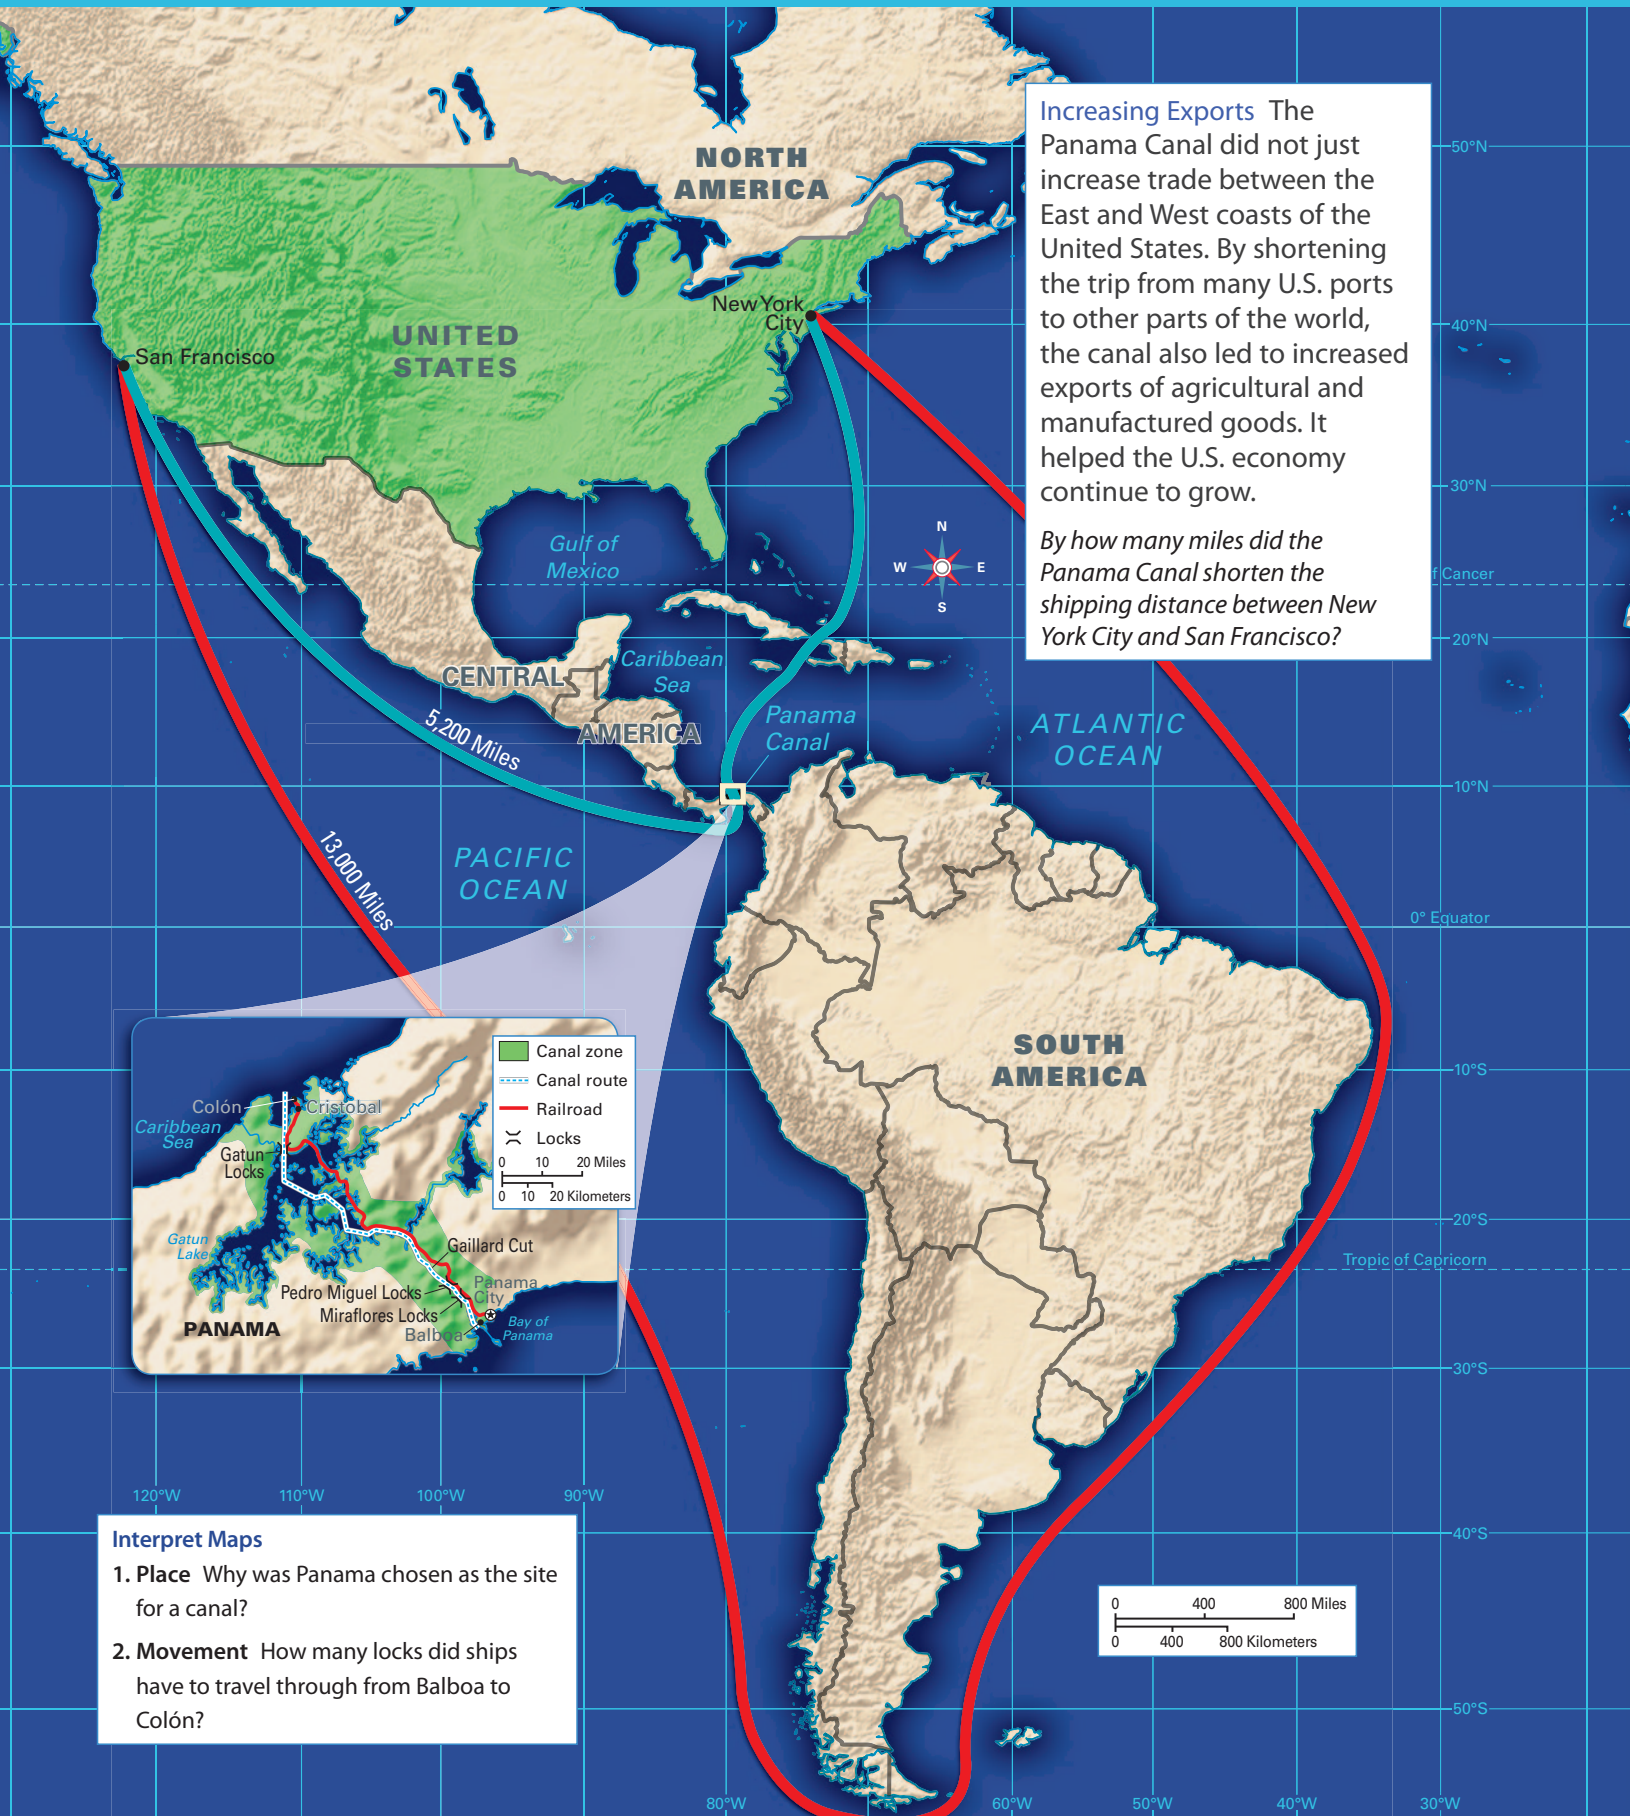 Increasing Exports The
Panama Canal did not just
increase trade between the
East and West coasts of the
United States. By shortening
the trip from many U.S. ports
to other parts of the world,
the canal also led to increased
exports of agricultural and
manufactured goods. It
helped the U.S. economy
continue to grow.
By how many miles did the
Panama Canal shorten the
shipping distance between New
York City and San Francisco?
NORTH
AMERICA
UNITED
STATES
New York
City
San Francisco
Gulf of
Mexico
N
W
E
S
CENTRAL
AMERICA
Caribbean
Sea
Panama
Canal
ATLANTIC
OCEAN
PACIFIC
OCEAN
5,200 Miles
13,000 Miles
SOUTH
AMERICA
50°N
40°N
30°N
f Cancer
20°N
10°N
0° Equator
10°S
20°S
Tropic of Capricorn
30°S
40°S
50°S
Canal zone
Canal route
Railroad
Locks
0 10 20 Miles
0 10 20 Kilometers
Colón
Cristobal
Caribbean
Sea
Gatun
Locks
Gatun
Lake
Gaillard Cut
Pedro Miguel Locks
Panama
City
Miraflores Locks
Balboa
Bay of
Panama
PANAMA
120°W
110°W
100°W
90°W
Interpret Maps
1. Place Why was Panama chosen as the site
for a canal?
2. Movement How many locks did ships
have to travel through from Balboa to
Colón?
0 400 800 Miles
0 400 800 Kilometers
80°W
60°W
50°W
40°W
30°W